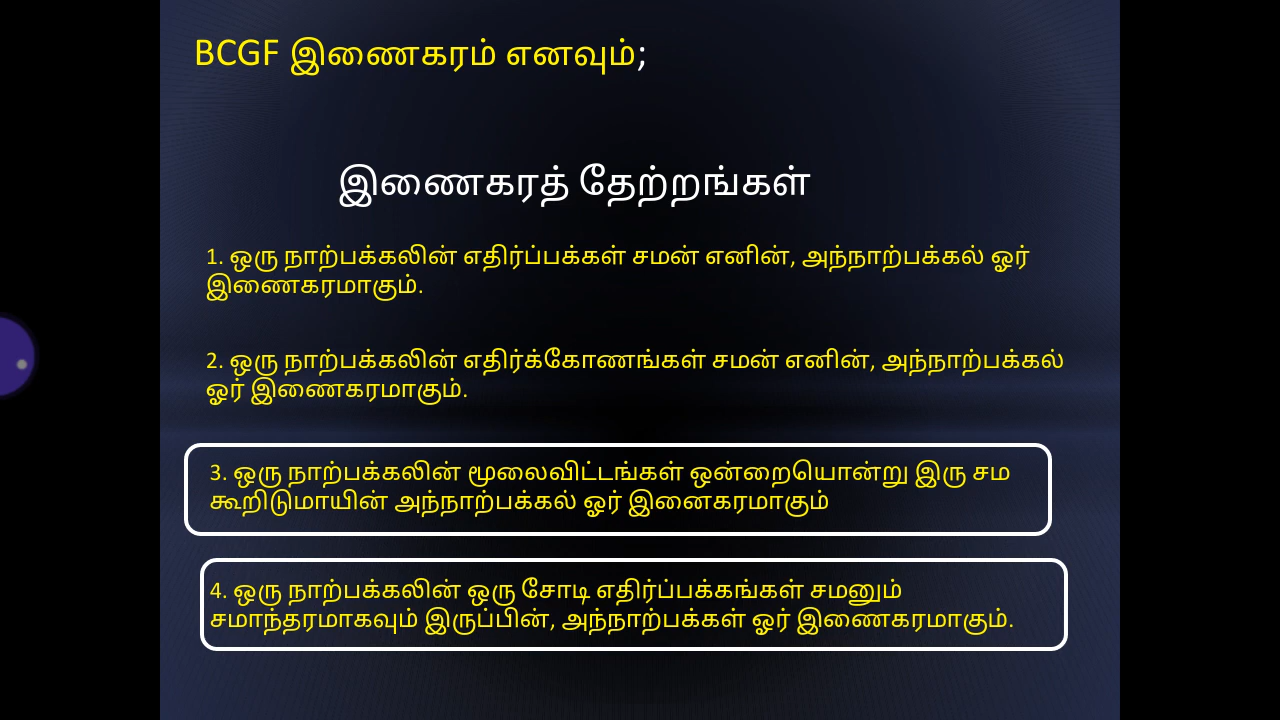 BCGF இணைகரம் எனவும்;
இணைகரத் தேற்றங்கள்
1. ஒரு நாற்பக்கலின் எதிர்ப்பக்கள் சமன் எனின், அந்நாற்பக்கல் ஓர்
இணைகரமாகும்.
2. ஒரு நாற்பக்கலின் எதிர்க்கோணங்கள் சமன் எனின், அந்நாற்பக்கல்
ஓர் இணைகரமாகும்.
3. ஒரு நாற்பக்கலின் மூலைவிட்டங்கள் ஒன்றையொன்று இரு சம
கூறிடுமாயின் அந்நாற்பக்கல் ஓர் இனைகரமாகும்
4. ஒரு நாற்பக்கலின் ஒரு சோடி எதிர்ப்பக்கங்கள் சமனும்
சமாந்தரமாகவும் இருப்பின், அந்நாற்பக்கள் ஓர் இணைகரமாகும்.